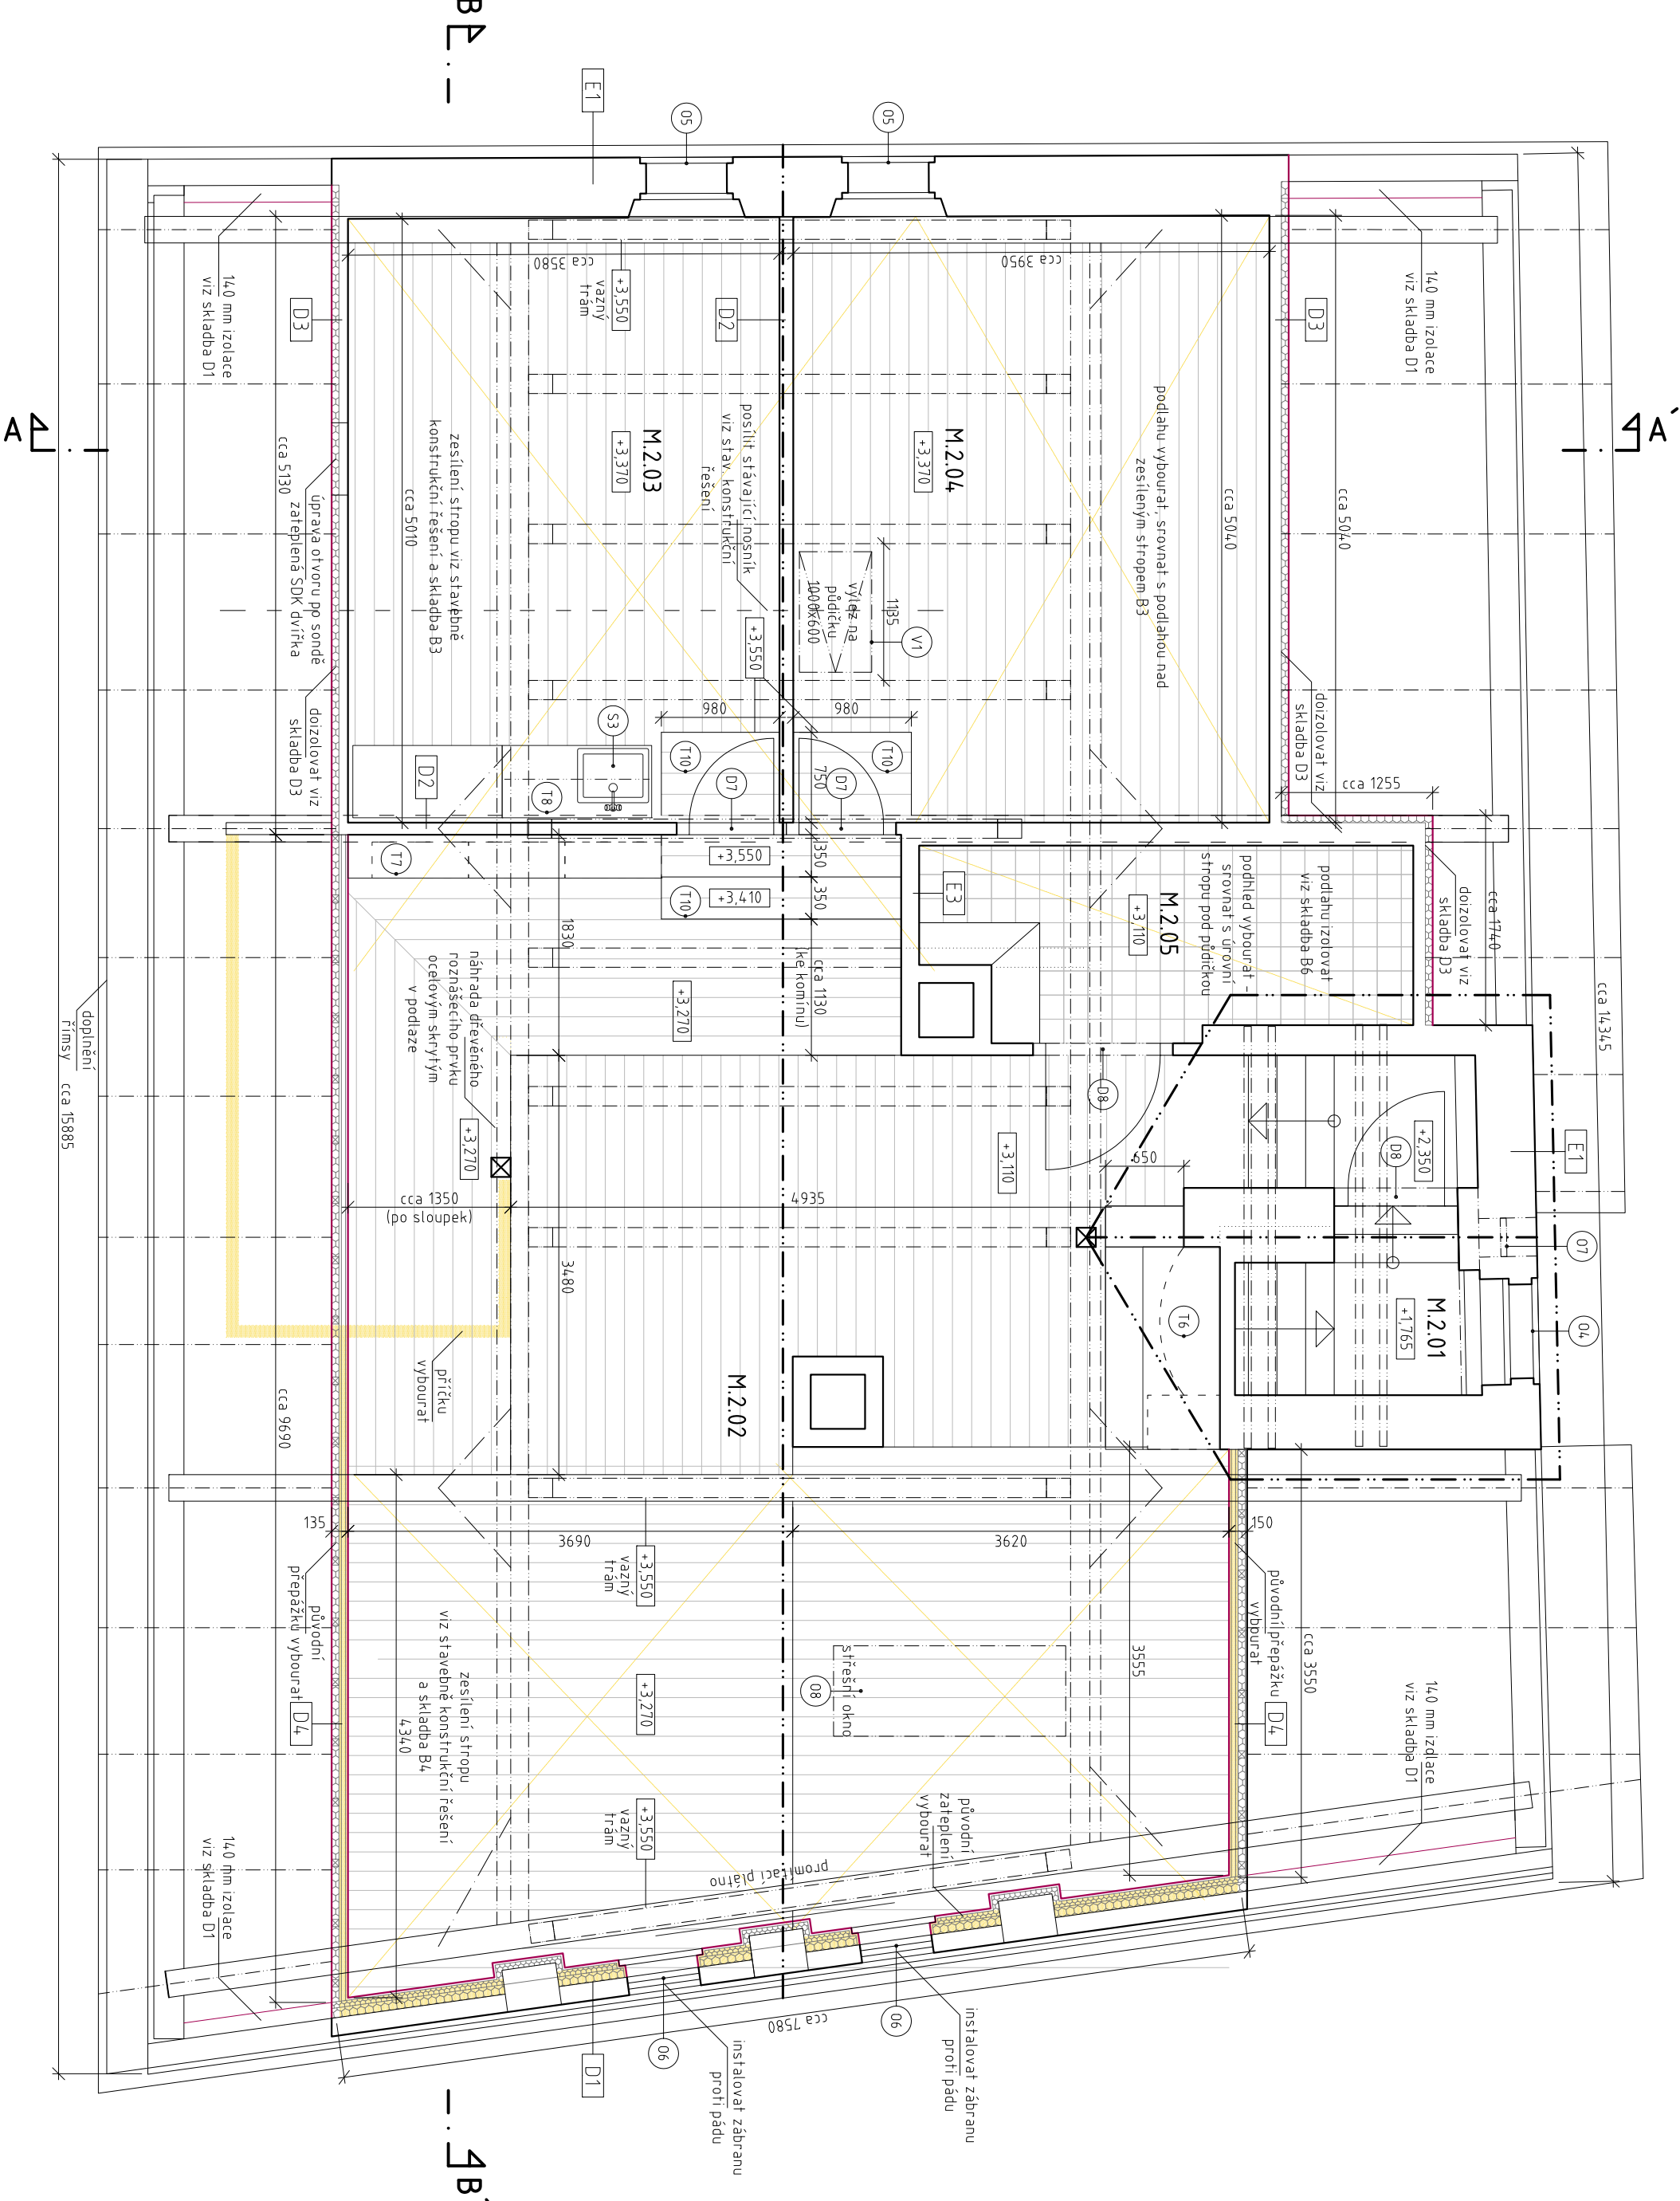 B
E1
05
05
140 mm izolace
viz skladba D1
140 mm izolace
viz skladba D1
D3
D3
D2
cca 3580
cca 3950
+3,550
vazný
trám
A
A´
M.2.03
+3,370
M.2.04
+3,370
cca 5130
cca 5010
cca 5040
cca 5040
zesílení stropu viz stavebně
konstrukční řešení a skladba B3
posílit stávající nosník
viz stav. konstrukční
řešení
podlahu vybourat, srovnat s podlahou nad
zesíleným stropem B3
úprava otvoru po sondě
zateplená SDK dvířka
doizolovat viz
skladba D3
výlez na
půdičku
1000x600
1135
V1
+3,550
doizolovat viz
skladba D3
cca 1255
980
980
S3
D2
T8
T10
T10
D7
D7
750
T7
+3,550
+3,410
T10
350
350
E3
cca 1130
(ke komínu)
1830
+3,270
M.2.05
+3,110
podlahu izolovat
viz skladba B6
podhled vybourat -
srovnat s úrovní
stropu pod půdičkou
doizolovat viz
skladba D3
cca 1740
cca 14345
náhrada dřevěného
roznášecího prvku
ocelovým skrytým
v podlaze
+3,270
doplnění
římsy
cca 15885
cca 1350
(po sloupek)
4935
3480
+3,110
D8
650
+2,350
D8
E1
07
04
M.2.01
+1,765
T6
příčku
vybourat
M.2.02
cca 9690
135
3690
3620
150
původní
přepážku vybourat
D4
+3,550
vazný
trám
původní přepážku
vybourat
D4
cca 3550
3555
zesílení stropu
viz stavebně konstrukční řešení
a skladba B4
4340
+3,270
střešní okno
08
140 mm izolace
viz skladba D1
+3,550
vazný
trám
původní
zateplení
vybourat
promítací plátno
140 mm izolace
viz skladba D1
cca 7580
06
06
instalovat zábranu
proti pádu
instalovat zábranu
proti pádu
D1
B´